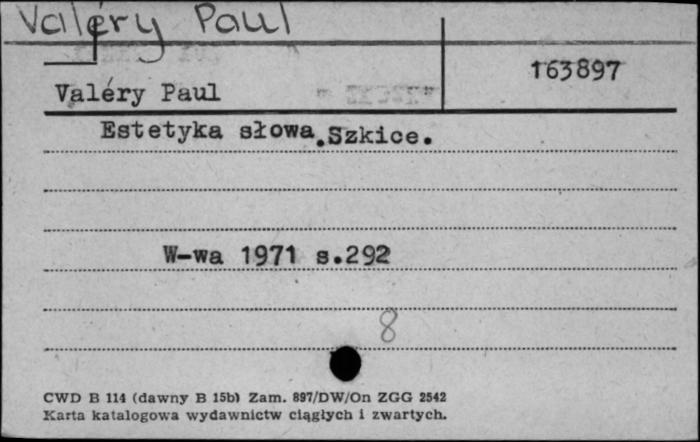 Valéry Paul
163897
Valéry Paul
Estetyka słowa.Szkice.
W-wa 1971 s.292
8
CWD B 114 (dawny B 15b) Zam. 897/DW/On ZGG 2542
Karta katalogowa wydawnictw ciągłych i zwartych.